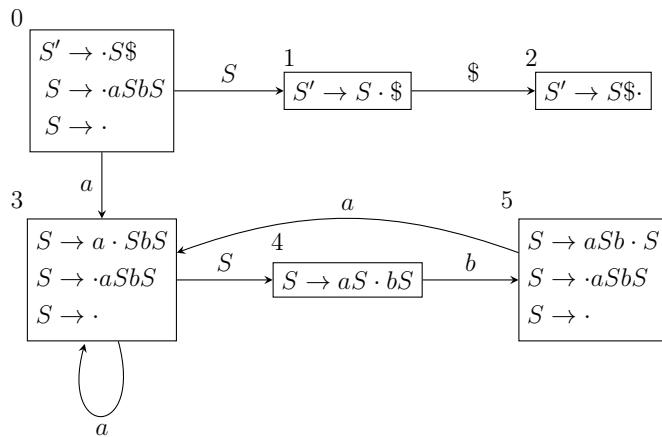 0
S' → ·S$
S → ·aSbS
S → ·
S
1
S' → S · $
$
2
S' → S$·
a
3
S → a · SbS
S → ·aSbS
S → ·
S
4
S → aS · bS
b
a
5
S → aSb · S
S → ·aSbS
S → ·
a